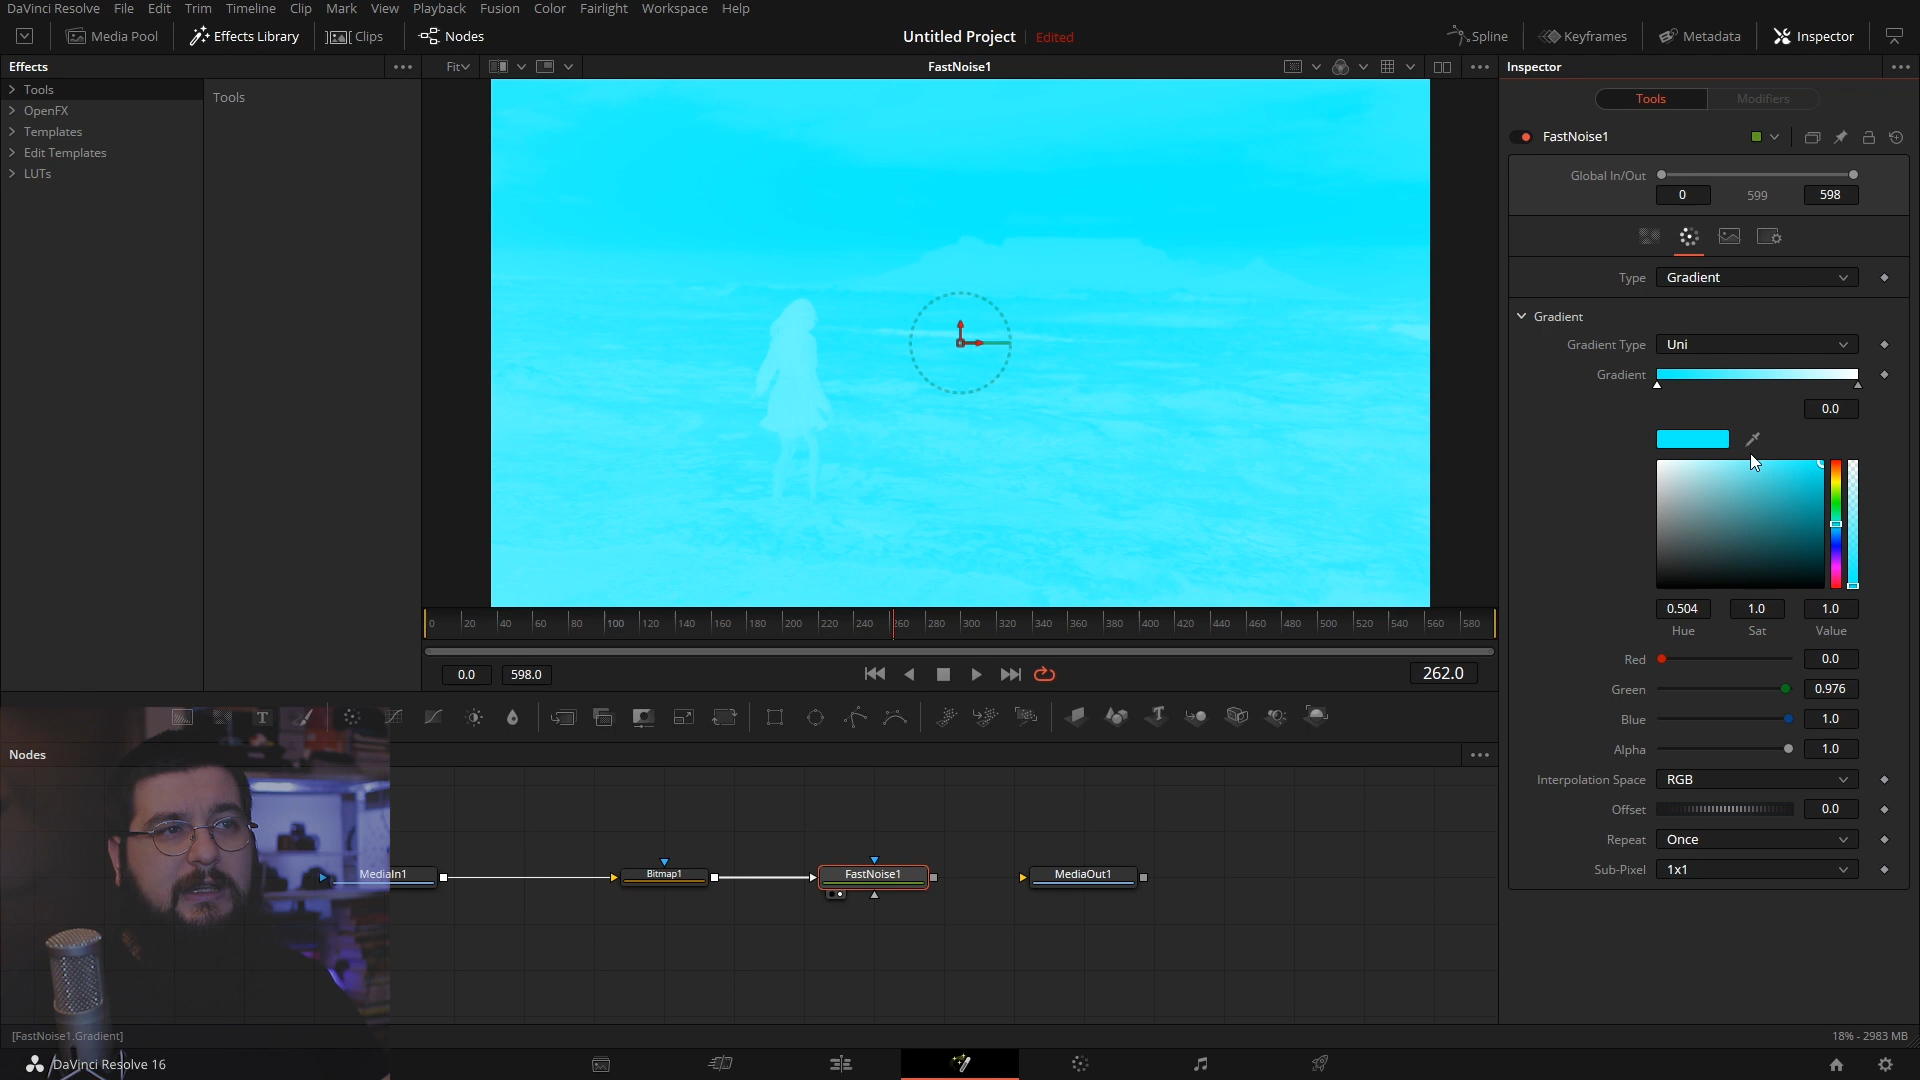 DaVinci Resolve File Edit Trim Timeline Clip Mark View Playback Fusion Color Fairlight Workspace Help
Media Pool Effects Library Clips Nodes Untitled Project Edited Spline Keyframes Metadata Inspector
Effects Fit FastNoise1 Inspector
Tools
OpenFX
Templates
Edit Templates
LUTs
Tools
Tools Modifiers
FastNoise1
Global In/Out
0 599 598
Type Gradient
Gradient
Gradient Type Uni
Gradient
0.0
0.504 1.0 1.0
Hue Sat Value
Red 0.0
Green 0.976
Blue 1.0
Alpha 1.0
Interpolation Space RGB
Offset 0.0
Repeat Once
Sub-Pixel 1x1
0 20 40 60 80 100 120 140 160 180 200 220 240 260 280 300 320 340 360 380 400 420 440 460 480 500 520 540 560 580
0.0 598.0 262.0
Nodes
MediaIn1 Bitmap1 FastNoise1 MediaOut1
[FastNoise1.Gradient] 18% - 2983 MB
DaVinci Resolve 16